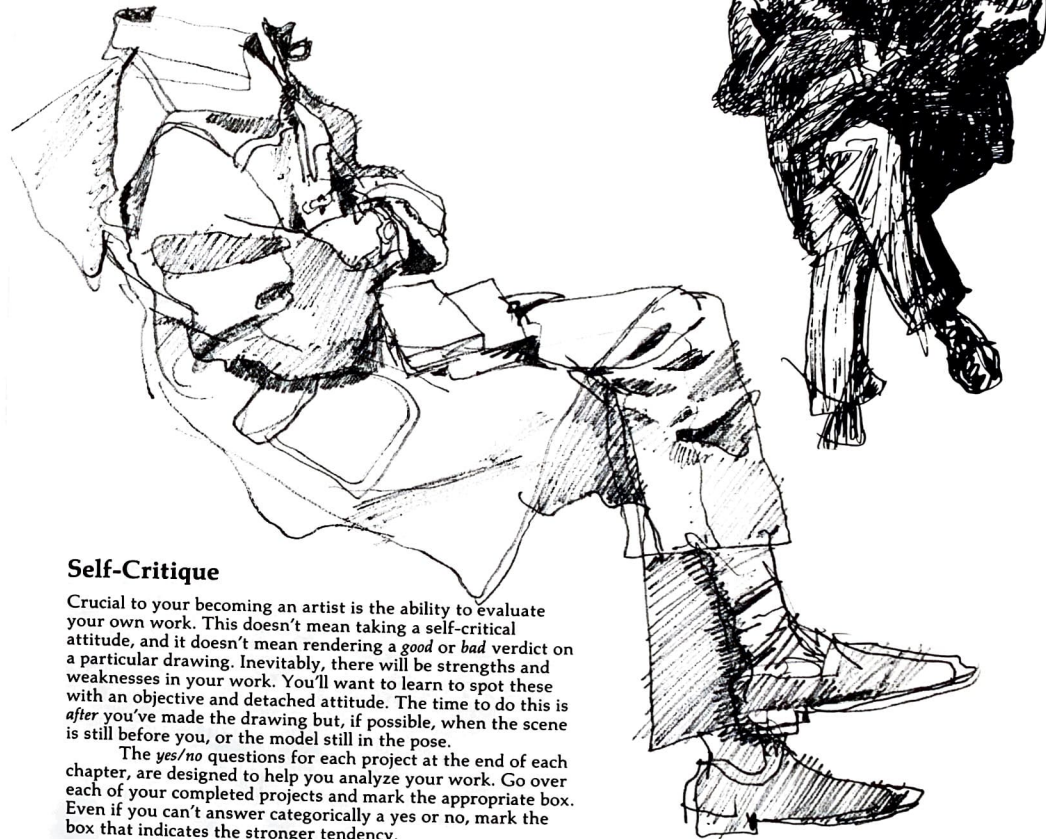 Self-Critique
Crucial to your becoming an artist is the ability to evaluate
your own work. This doesn't mean taking a self-critical
attitude, and it doesn't mean rendering a good or bad verdict on
a particular drawing. Inevitably, there will be strengths and
weaknesses in your work. You'll want to learn to spot these
with an objective and detached attitude. The time to do this is
after you've made the drawing but, if possible, when the scene
is still before you, or the model still in the pose.
The yes/no questions for each project at the end of each
chapter, are designed to help you analyze your work. Go over
each of your completed projects and mark the appropriate box.
Even if you can't answer categorically a yes or no, mark the
box that indicates the stronger tendency.